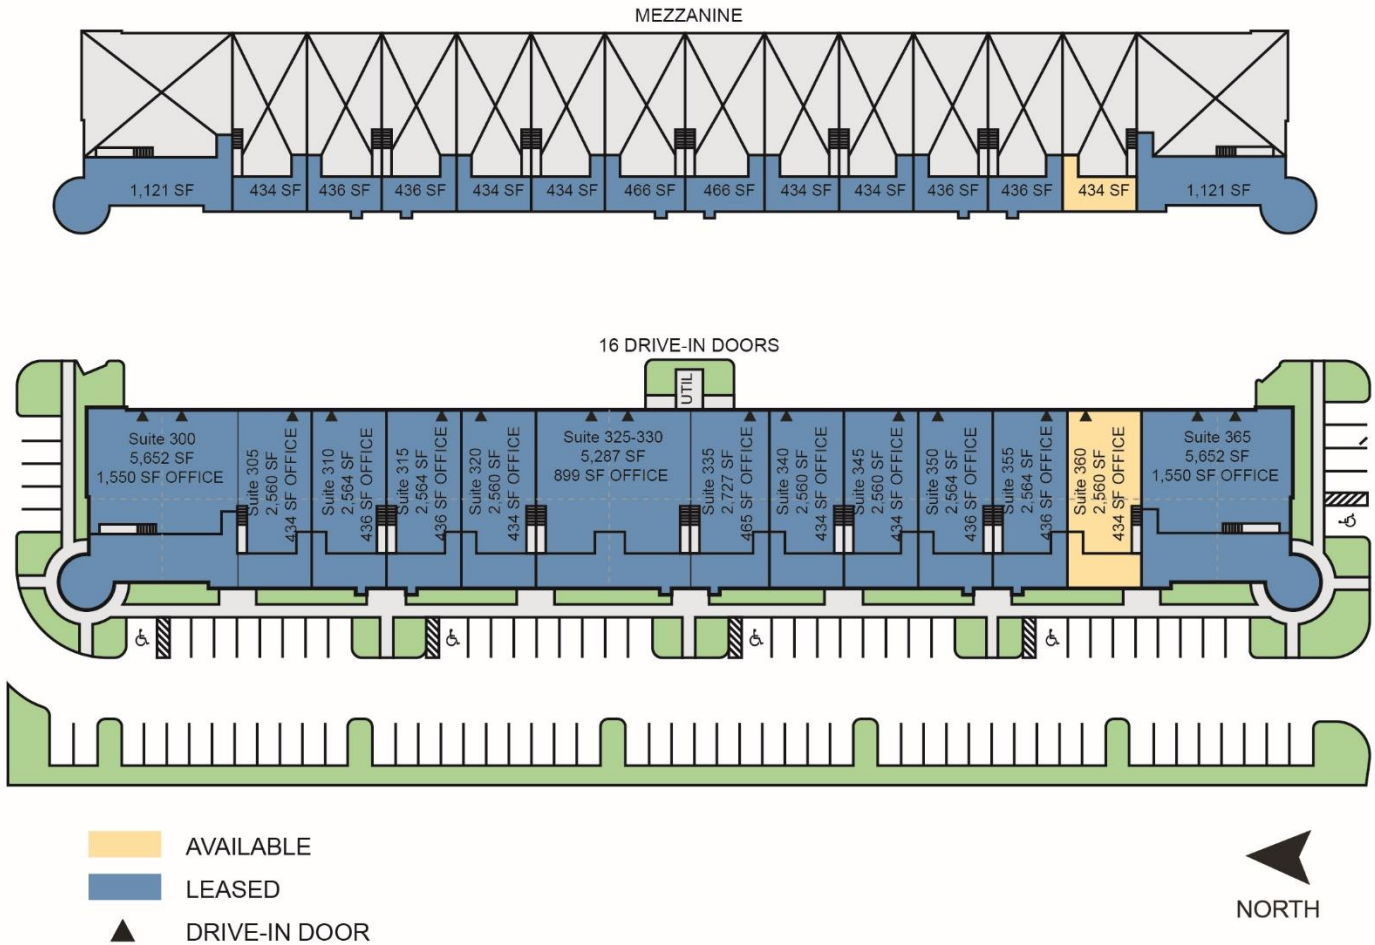 MEZZANINE
1,121 SF
434 SF
436 SF
436 SF
434 SF
434 SF
466 SF
466 SF
434 SF
434 SF
436 SF
436 SF
434 SF
1,121 SF
16 DRIVE-IN DOORS
UTIL
Suite 300
5,652 SF
1,550 SF OFFICE
Suite 305
2,560 SF
434 SF OFFICE
Suite 310
2,564 SF
436 SF OFFICE
Suite 315
2,564 SF
436 SF OFFICE
Suite 320
2,560 SF
434 SF OFFICE
Suite 325-330
5,287 SF
899 SF OFFICE
Suite 335
2,727 SF
465 SF OFFICE
Suite 340
2,560 SF
434 SF OFFICE
Suite 345
2,560 SF
434 SF OFFICE
Suite 350
2,564 SF
436 SF OFFICE
Suite 355
2,564 SF
436 SF OFFICE
Suite 360
2,560 SF
434 SF OFFICE
Suite 365
5,652 SF
1,550 SF OFFICE
AVAILABLE
LEASED
DRIVE-IN DOOR
NORTH